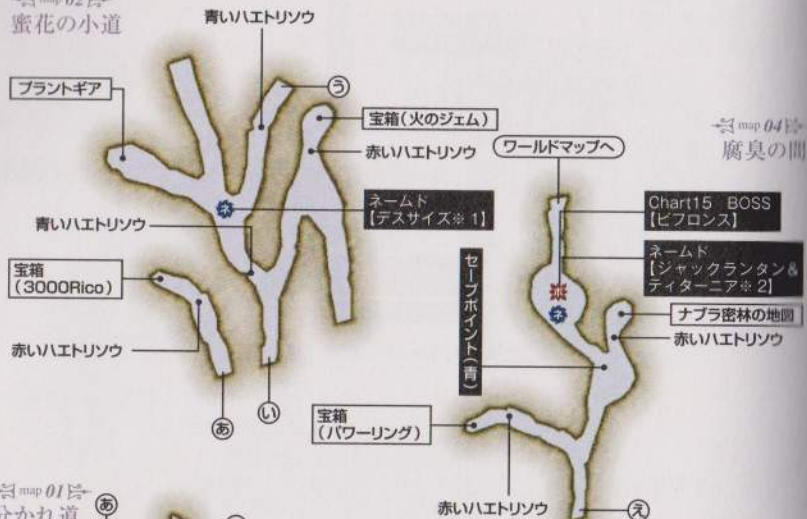 map 02
蜜花の小道
青いハエトリソウ
プラントギア
う
宝箱(火のジェム)
赤いハエトリソウ
ネ
ネームド
【デスサイズ※1】
青いハエトリソウ
宝箱
(3000Rico)
赤いハエトリソウ
あ
い
map 04
腐臭の間
ワールドマップへ
Chart15 BOSS
【ビフロンス】
ネームド
【ジャックランタン&
ティターニア※2】
ボ
ネ
セーブポイント(青)
ナブラ密林の地図
赤いハエトリソウ
宝箱
(パワーリング)
赤いハエトリソウ
え
map 01
分かれ道
あ